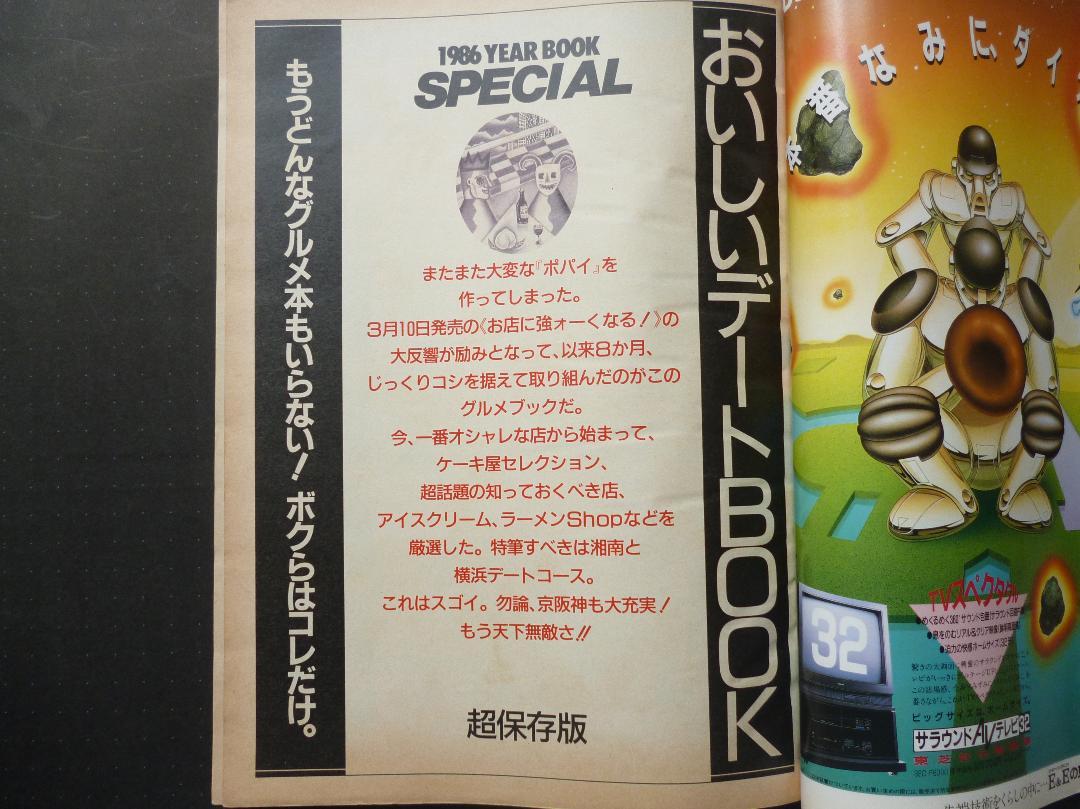 おいしいデートBOOK
1986 YEAR BOOK
SPECIAL
またまた大変な『ポパイ』を
作ってしまった。
3月10日発売の《お店に強ォーくなる！》の
大反響が励みとなって、以来8か月、
じっくりコシを据えて取り組んだのがこの
グルメブックだ。
今、一番オシャレな店から始まって、
ケーキ屋セレクション、
超話題の知っておくべき店、
アイスクリーム、ラーメンShopなどを
厳選した。特筆すべきは湘南と
横浜デートコース。
これはスゴイ。勿論、京阪神も大充実！
もう天下無敵さ!!
超保存版
もうどんなグルメ本もいらない！ボクらはコレだけ。
番なみに、ダイ
32
TVスペクタクル
ビッグサイズ
サラウンドAVテレビ32
東芝